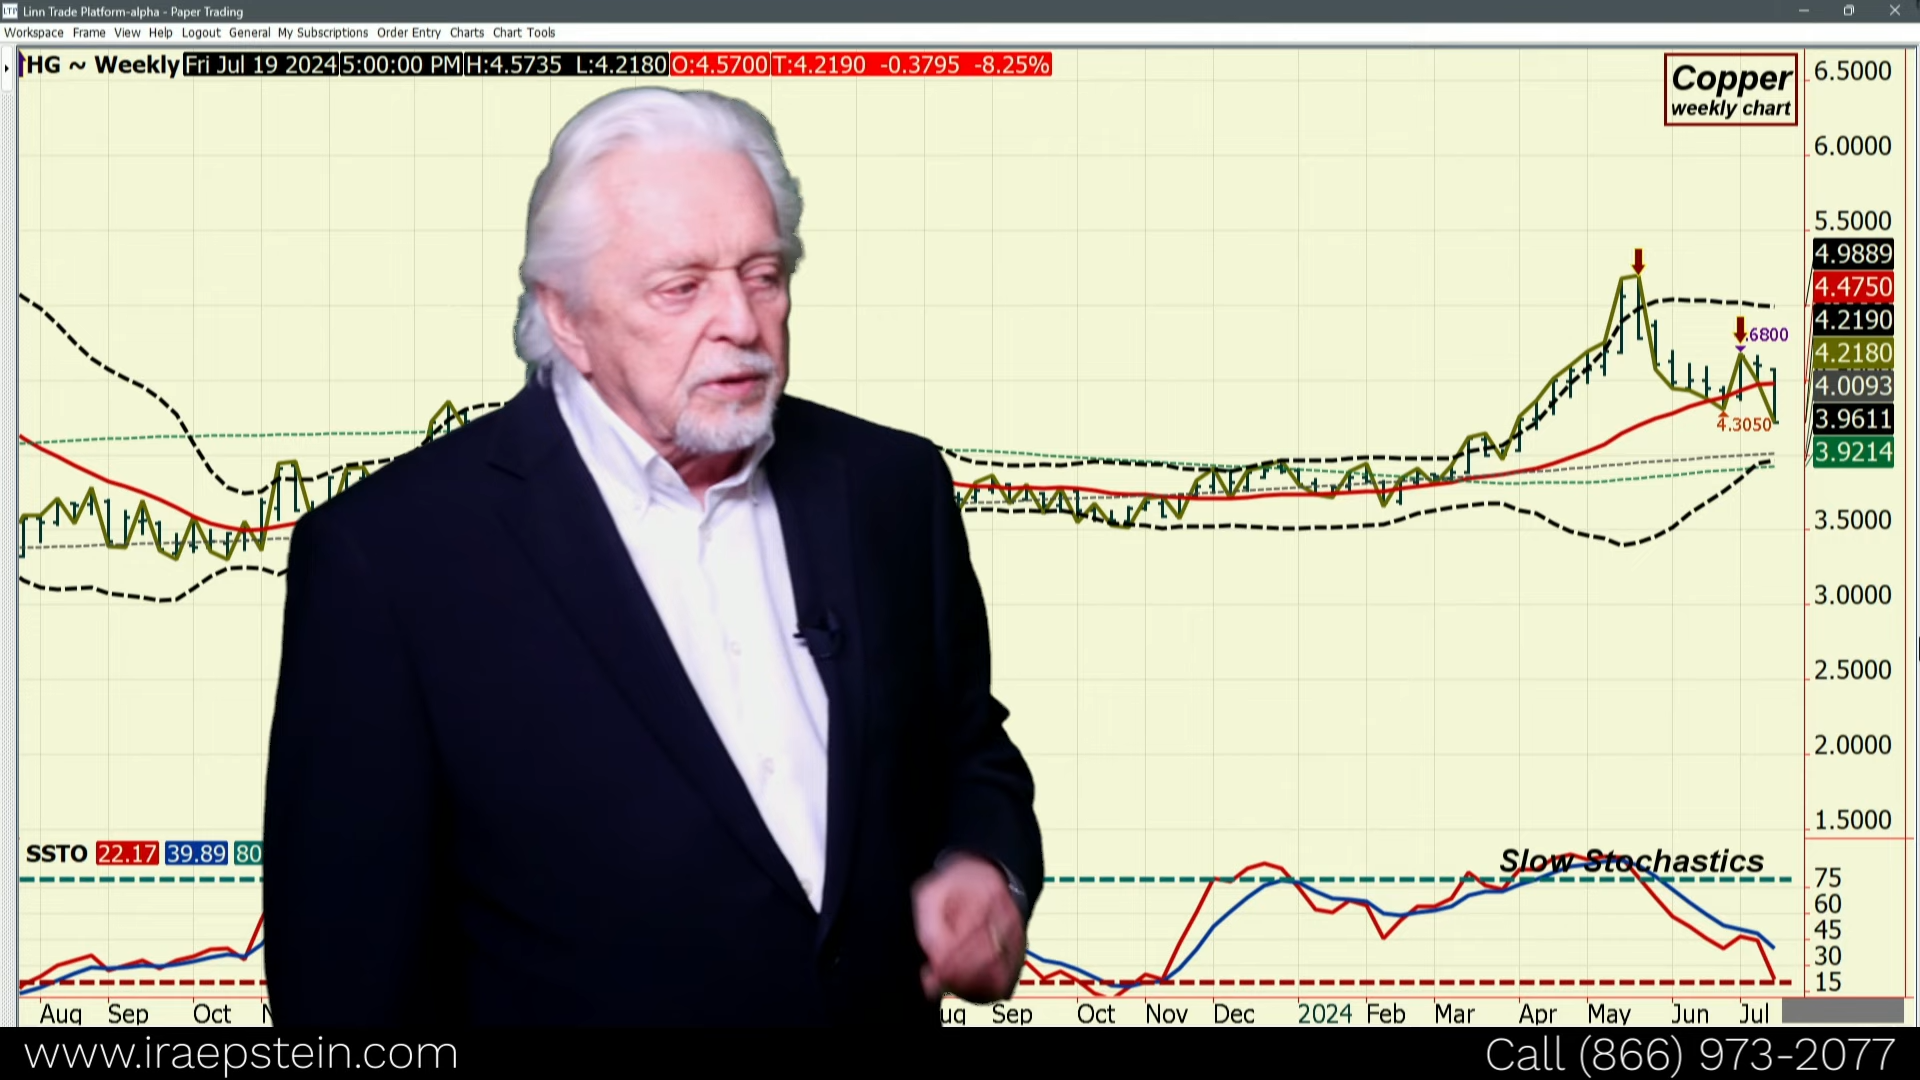 Linn Trade Platform-alpha - Paper Trading
Workspace Frame View Help Logout General My Subscriptions Order Entry Charts Chart Tools
HG ~ Weekly Fri Jul 19 2024 5:00:00 PM H:4.5735 L:4.2180 O:4.5700 T:4.2190 -0.3795 -8.25%
Copper
weekly chart
6.5000
6.0000
5.5000
4.9889
4.4750
4.2190
4.2180
4.0093
3.9611
3.9214
3.5000
3.0000
2.5000
2.0000
1.5000
.6800
4.3050
SSTO 22.17 39.89 80
Slow Stochastics
75
60
45
30
15
Aug Sep Oct Sep Oct Nov Dec 2024 Feb Mar Apr May Jun Jul
www.iraepstein.com
Call (866) 973-2077